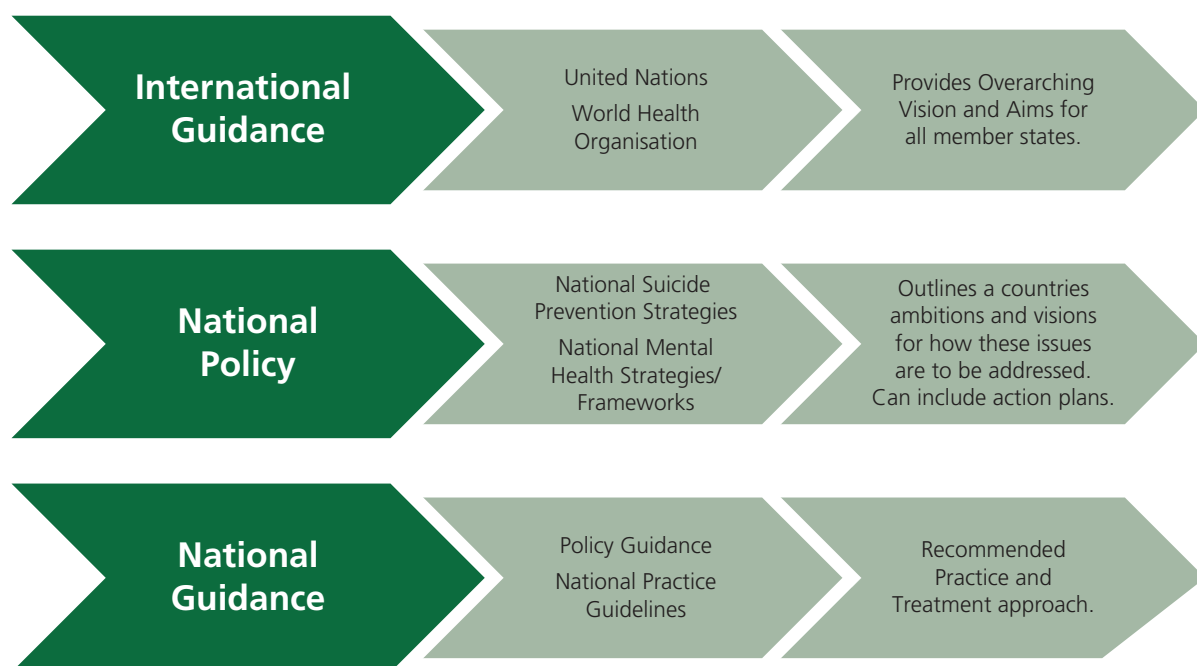 International
Guidance
United Nations
World Health
Organisation
Provides Overarching
Vision and Aims for
all member states.
National
Policy
National Suicide
Prevention Strategies
National Mental
Health Strategies/
Frameworks
Outlines a countries
ambitions and visions
for how these issues
are to be addressed.
Can include action plans.
National
Guidance
Policy Guidance
National Practice
Guidelines
Recommended
Practice and
Treatment approach.